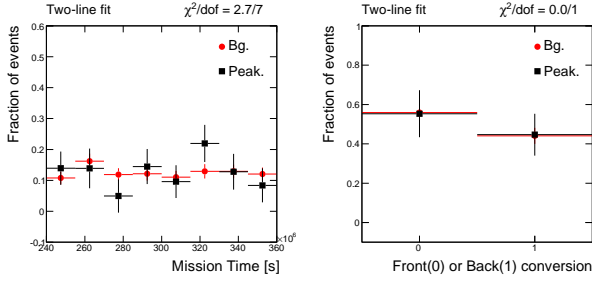 Two-line fit χ²/dof = 2.7/7
Fraction of events
0.6
0.5
0.4
0.3
0.2
0.1
0
-0.1
Bg.
Peak.
240 260 280 300 320 340 360
×10⁶
Mission Time [s]
Two-line fit χ²/dof = 0.0/1
Fraction of events
1
0.8
0.6
0.4
0.2
0
Bg.
Peak.
0 1
Front(0) or Back(1) conversion